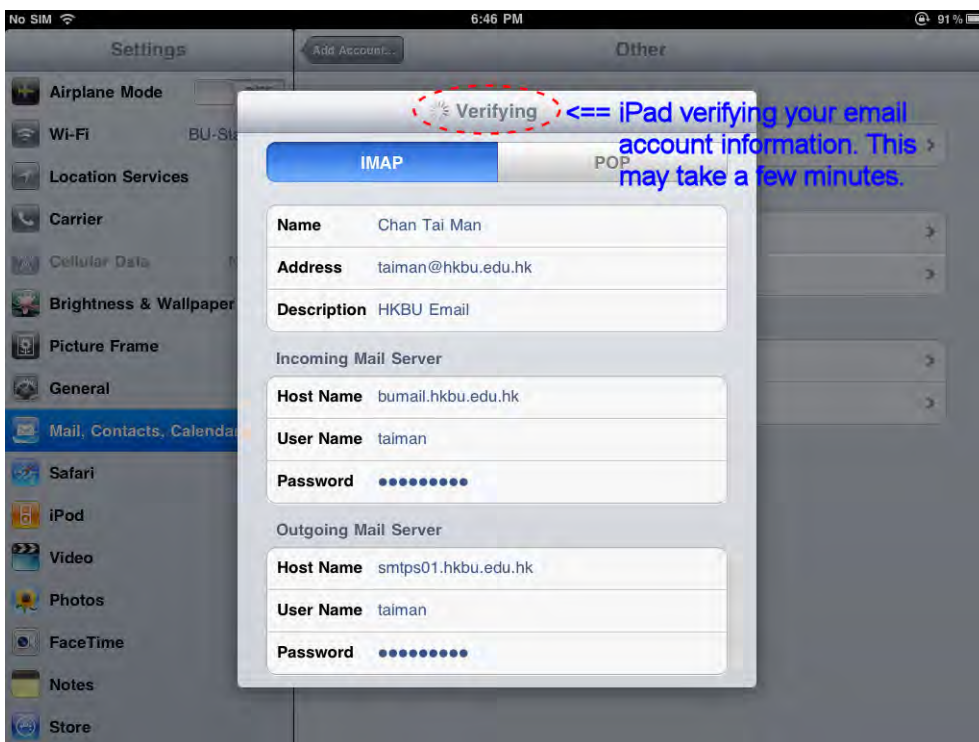 No SIM 6:46 PM 91%
Settings Add Account... Other
Airplane Mode
Verifying <== iPad verifying your email
account information. This
may take a few minutes.
Wi-Fi BU-Sta
IMAP POP
Location Services
Carrier
Name Chan Tai Man
Cellular Data N
Address taiman@hkbu.edu.hk
Brightness & Wallpaper
Description HKBU Email
Picture Frame
Incoming Mail Server
General
Host Name bumail.hkbu.edu.hk
Mail, Contacts, Calendar
User Name taiman
Safari
Password •••••••••
iPod
Outgoing Mail Server
Video
Host Name smtps01.hkbu.edu.hk
Photos
User Name taiman
FaceTime
Password •••••••••
Notes
Store